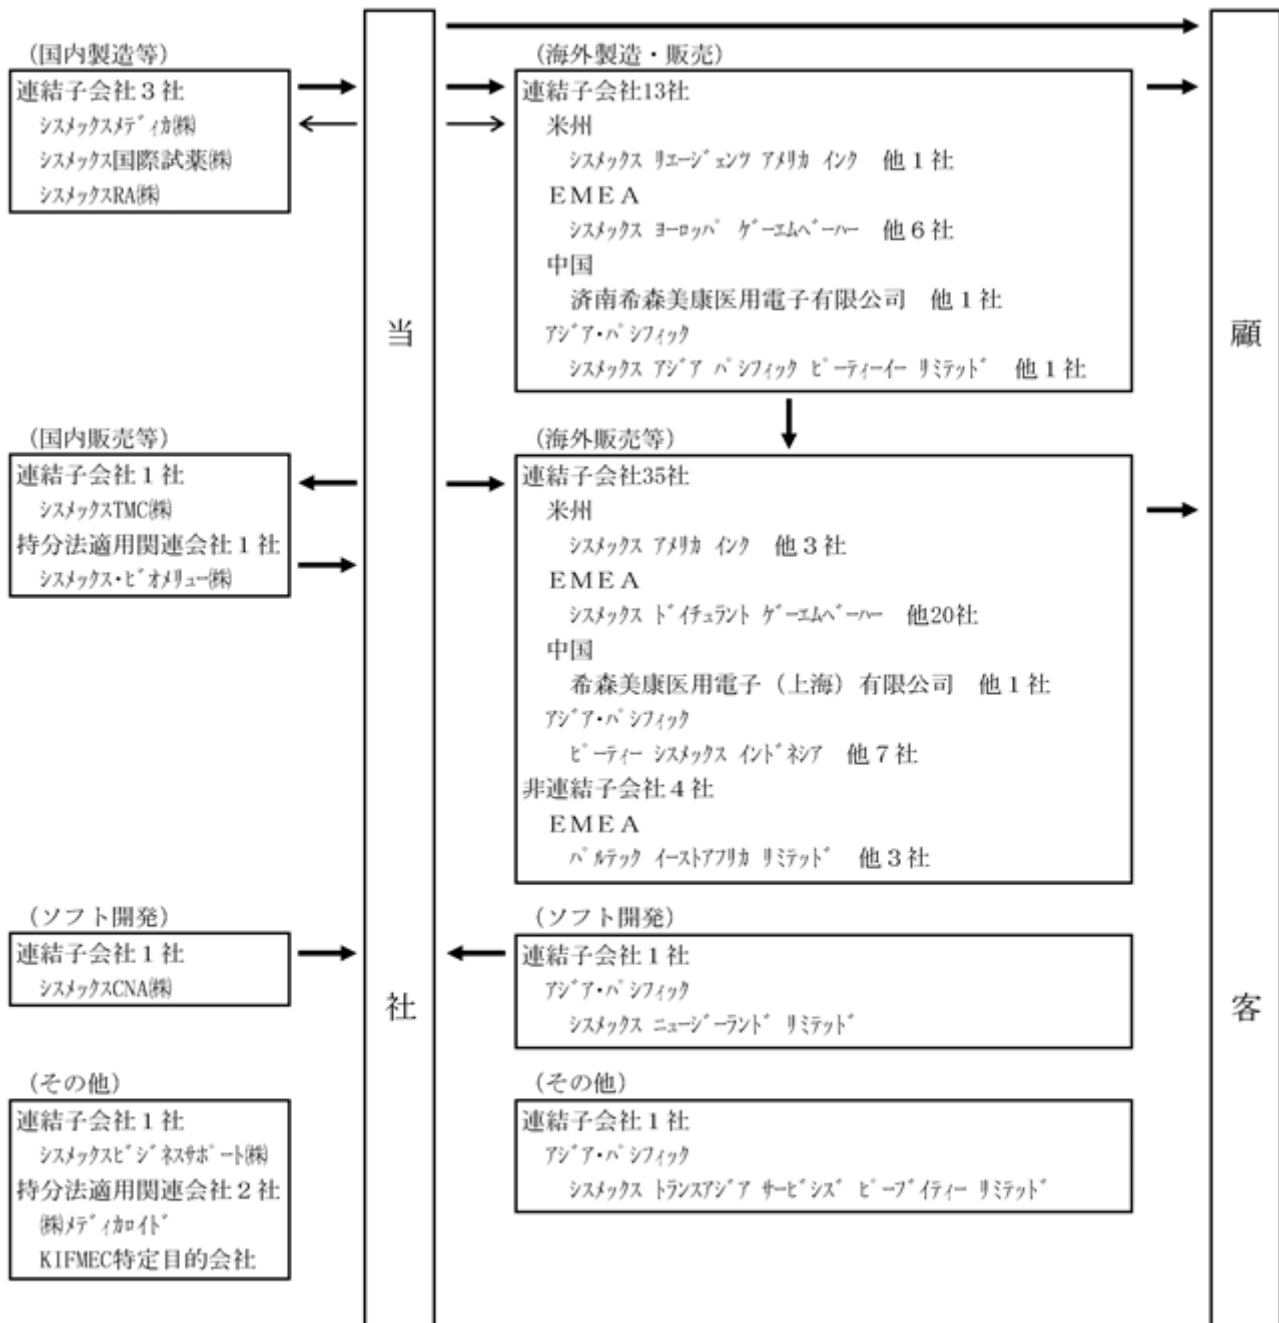 （国内製造等）
連結子会社３社
ｼｽﾒｯｸｽﾒﾃﾞｨｶ㈱
ｼｽﾒｯｸｽ国際試薬㈱
ｼｽﾒｯｸｽRA㈱
（国内販売等）
連結子会社１社
ｼｽﾒｯｸｽTMC㈱
持分法適用関連会社１社
ｼｽﾒｯｸｽ･ﾋﾞｵﾒﾘｭｰ㈱
（ソフト開発）
連結子会社１社
ｼｽﾒｯｸｽCNA㈱
（その他）
連結子会社１社
ｼｽﾒｯｸｽﾋﾞｼﾞﾈｽｻﾎﾟｰﾄ㈱
持分法適用関連会社２社
㈱ﾒﾃﾞｨｶﾛｲﾄﾞ
KIFMEC特定目的会社
当
社
（海外製造・販売）
連結子会社13社
米州
ｼｽﾒｯｸｽ ﾘｴｰｼﾞｪﾝﾂ ｱﾒﾘｶ ｲﾝｸ　他１社
ＥＭＥＡ
ｼｽﾒｯｸｽ ﾖｰﾛｯﾊﾟ ｹﾞｰｴﾑﾍﾞｰﾊｰ　他６社
中国
済南希森美康医用電子有限公司　他１社
ｱｼﾞｱ･ﾊﾟｼﾌｨｯｸ
ｼｽﾒｯｸｽ ｱｼﾞｱ ﾊﾟｼﾌｨｯｸ ﾋﾟｰﾃｨｰｲｰ ﾘﾐﾃｯﾄﾞ　他１社
（海外販売等）
連結子会社35社
米州
ｼｽﾒｯｸｽ ｱﾒﾘｶ ｲﾝｸ　他３社
ＥＭＥＡ
ｼｽﾒｯｸｽ ﾄﾞｲﾁｭﾗﾝﾄ ｹﾞｰｴﾑﾍﾞｰﾊｰ　他20社
中国
希森美康医用電子（上海）有限公司　他１社
ｱｼﾞｱ･ﾊﾟｼﾌｨｯｸ
ﾋﾟｰﾃｨｰ ｼｽﾒｯｸｽ ｲﾝﾄﾞﾈｼｱ　他７社
非連結子会社４社
ＥＭＥＡ
ﾊﾟﾙﾃｯｸ ｲｰｽﾄｱﾌﾘｶ ﾘﾐﾃｯﾄﾞ　他３社
（ソフト開発）
連結子会社１社
ｱｼﾞｱ･ﾊﾟｼﾌｨｯｸ
ｼｽﾒｯｸｽ ﾆｭｰｼﾞｰﾗﾝﾄﾞ ﾘﾐﾃｯﾄﾞ
（その他）
連結子会社１社
ｱｼﾞｱ･ﾊﾟｼﾌｨｯｸ
ｼｽﾒｯｸｽ ﾄﾗﾝｽｱｼﾞｱ ｻｰﾋﾞｼｽﾞ ﾋﾟｰﾌﾞｲﾃｨｰ ﾘﾐﾃｯﾄﾞ
顧
客